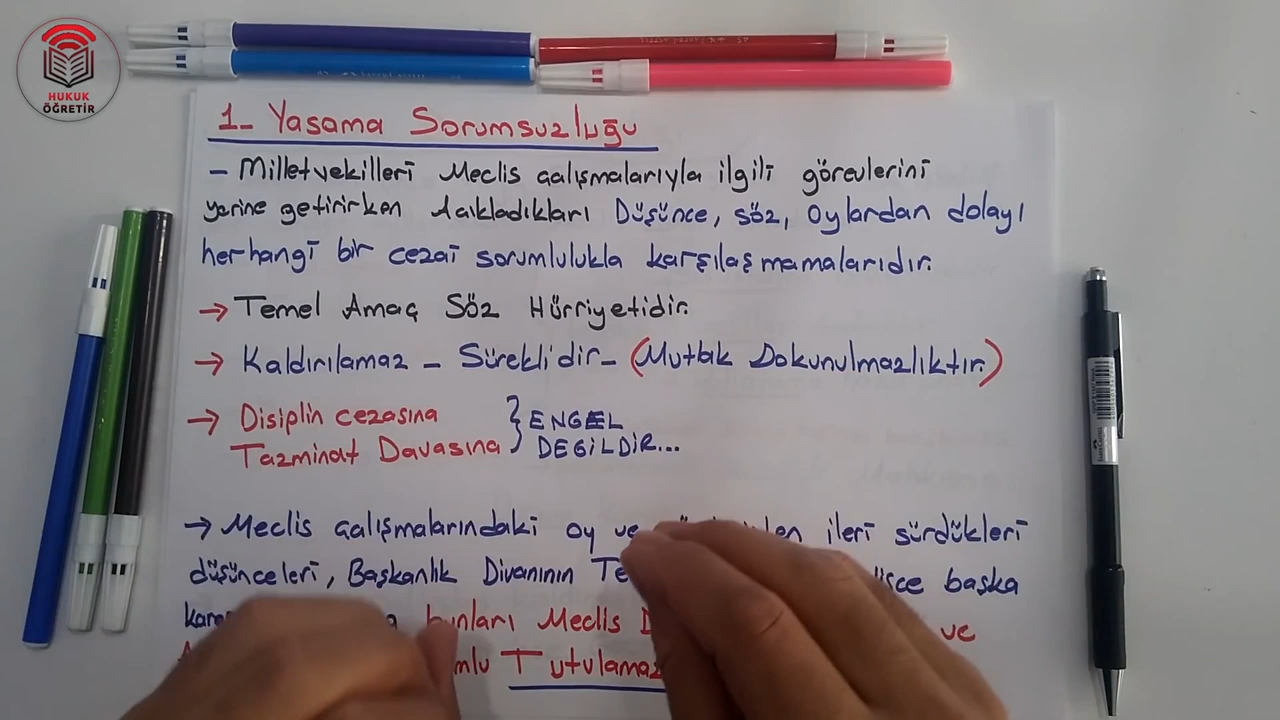 HUKUK
ÖĞRETİR
1- Yasama Sorumsuzluğu
- Milletvekilleri Meclis çalışmalarıyla ilgili görevlerini
yerine getirirken Açıkladıkları Düşünce, söz, oylardan dolayı
herhangi bir cezai sorumlulukla karşılaşmamalarıdır.
→ Temel Amaç Söz Hürriyetidir.
→ Kaldırılamaz - Süreklidir - (Mutlak Dokunulmazlıktır.)
→ Disiplin cezasına
Tazminat Davasına } ENGEL
DEĞİLDİR...
→ Meclis çalışmalarındaki oy ve ileri sürdükleri
düşünceleri, Başkanlık Divanının başka
bunları Meclis ve
Tutulamaz